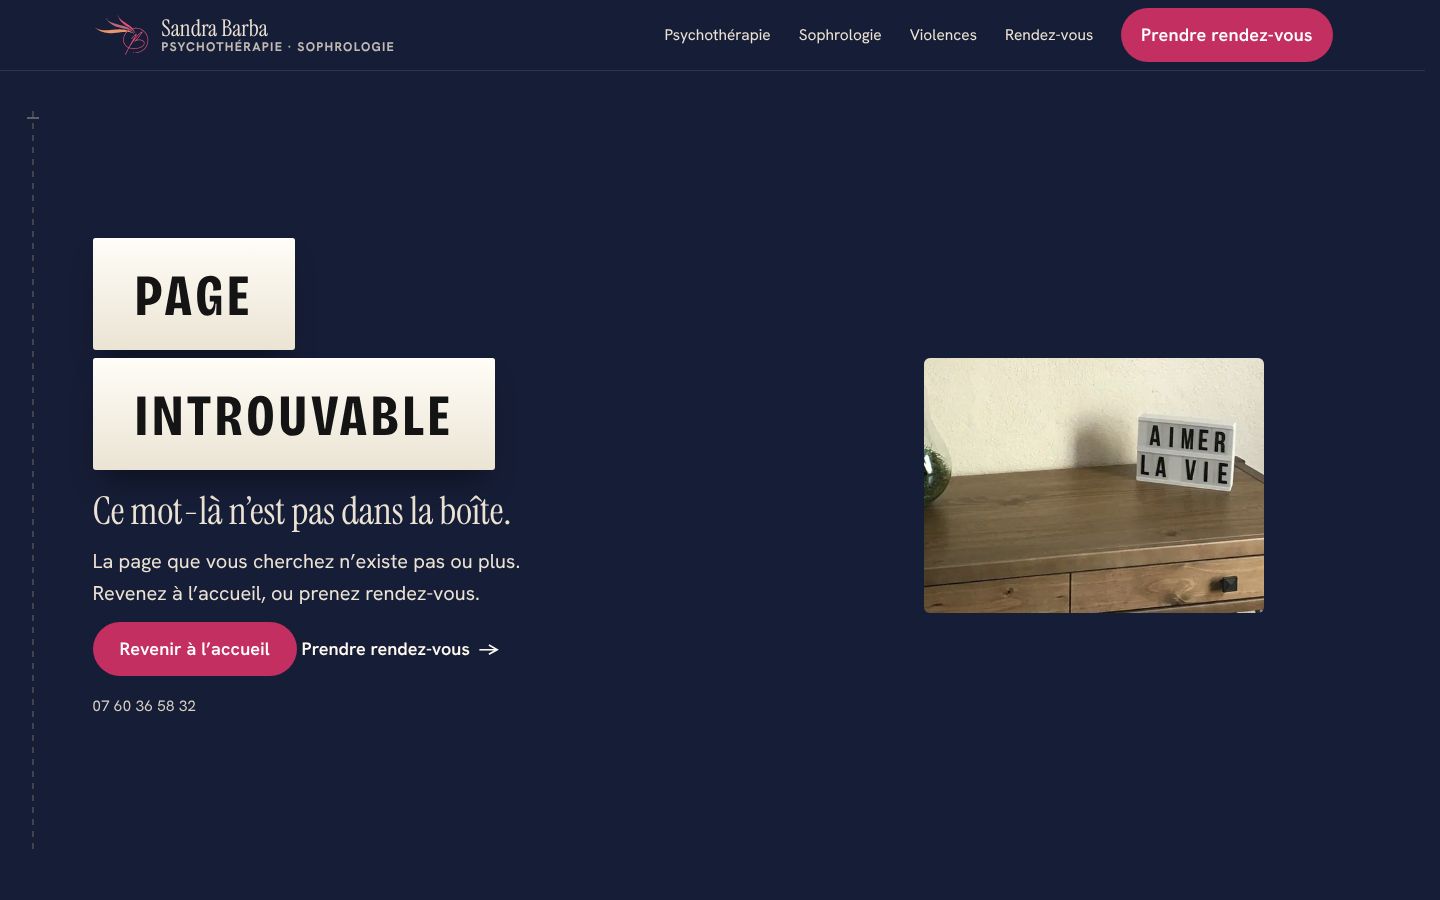 Sandra Barba
PSYCHOTHÉRAPIE · SOPHROLOGIE
Psychothérapie
Sophrologie
Violences
Rendez-vous
Prendre rendez-vous
PAGE
INTROUVABLE
Ce mot-là n’est pas dans la boîte.
La page que vous cherchez n’existe pas ou plus.
Revenez à l’accueil, ou prenez rendez-vous.
Revenir à l’accueil
Prendre rendez-vous →
07 60 36 58 32
AIMER
LA VIE